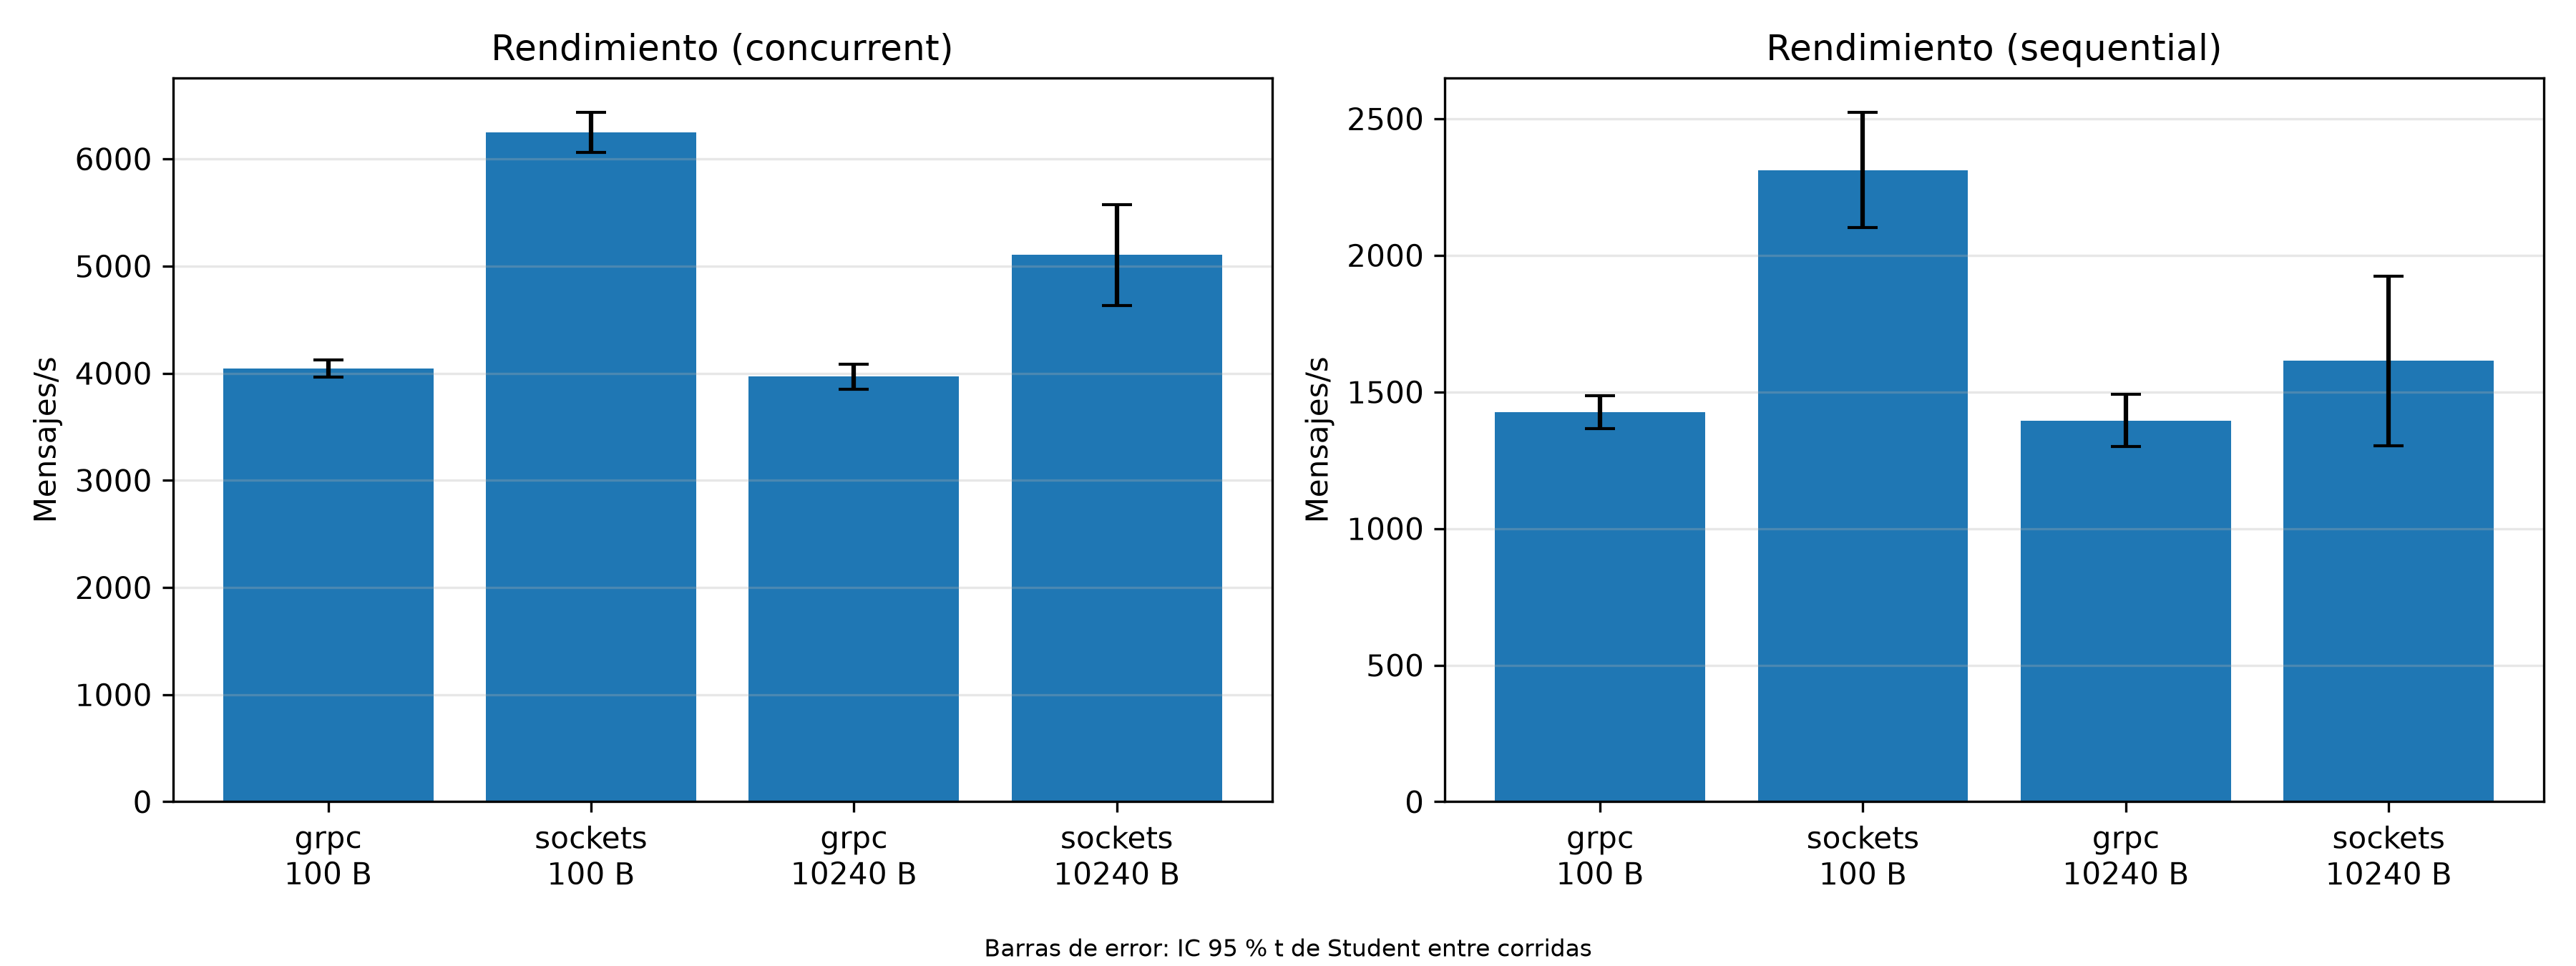 Rendimiento (concurrent)
Mensajes/s
6000
5000
4000
3000
2000
1000
0
grpc
100 B
sockets
100 B
grpc
10240 B
sockets
10240 B
Rendimiento (sequential)
Mensajes/s
2500
2000
1500
1000
500
0
grpc
100 B
sockets
100 B
grpc
10240 B
sockets
10240 B
Barras de error: IC 95 % t de Student entre corridas